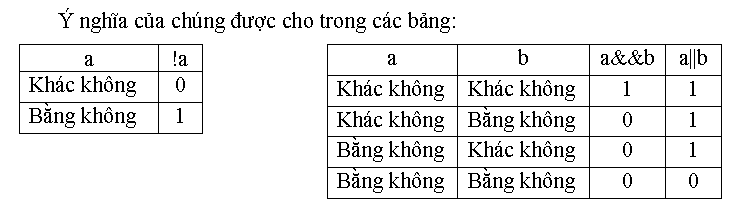 Ý nghĩa của chúng được cho trong các bảng:
a !a
Khác không 0
Bằng không 1
a b a&&b a||b
Khác không Khác không 1 1
Khác không Bằng không 0 1
Bằng không Khác không 0 1
Bằng không Bằng không 0 0